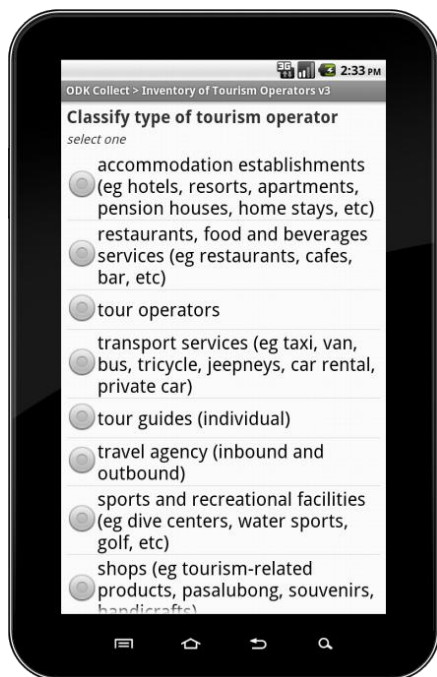 3G
2:33 PM
ODK Collect > Inventory of Tourism Operators v3
Classify type of tourism operator
select one
accommodation establishments
(eg hotels, resorts, apartments,
pension houses, home stays, etc)
restaurants, food and beverages
services (eg restaurants, cafes,
bar, etc)
tour operators
transport services (eg taxi, van,
bus, tricycle, jeepneys, car rental,
private car)
tour guides (individual)
travel agency (inbound and
outbound)
sports and recreational facilities
(eg dive centers, water sports,
golf, etc)
shops (eg tourism-related
products, pasalubong, souvenirs,
handicrafts)